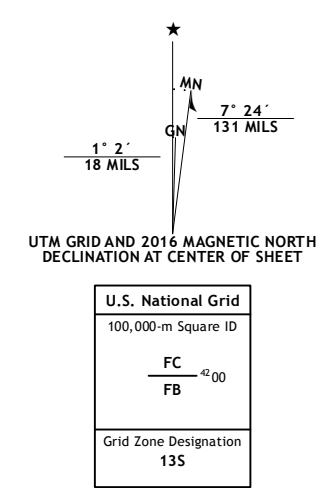 ★
MN
7° 24´
131 MILS
GN
1° 2´
18 MILS
UTM GRID AND 2016 MAGNETIC NORTH
DECLINATION AT CENTER OF SHEET
U.S. National Grid
100,000-m Square ID
FC
4200
FB
Grid Zone Designation
13S